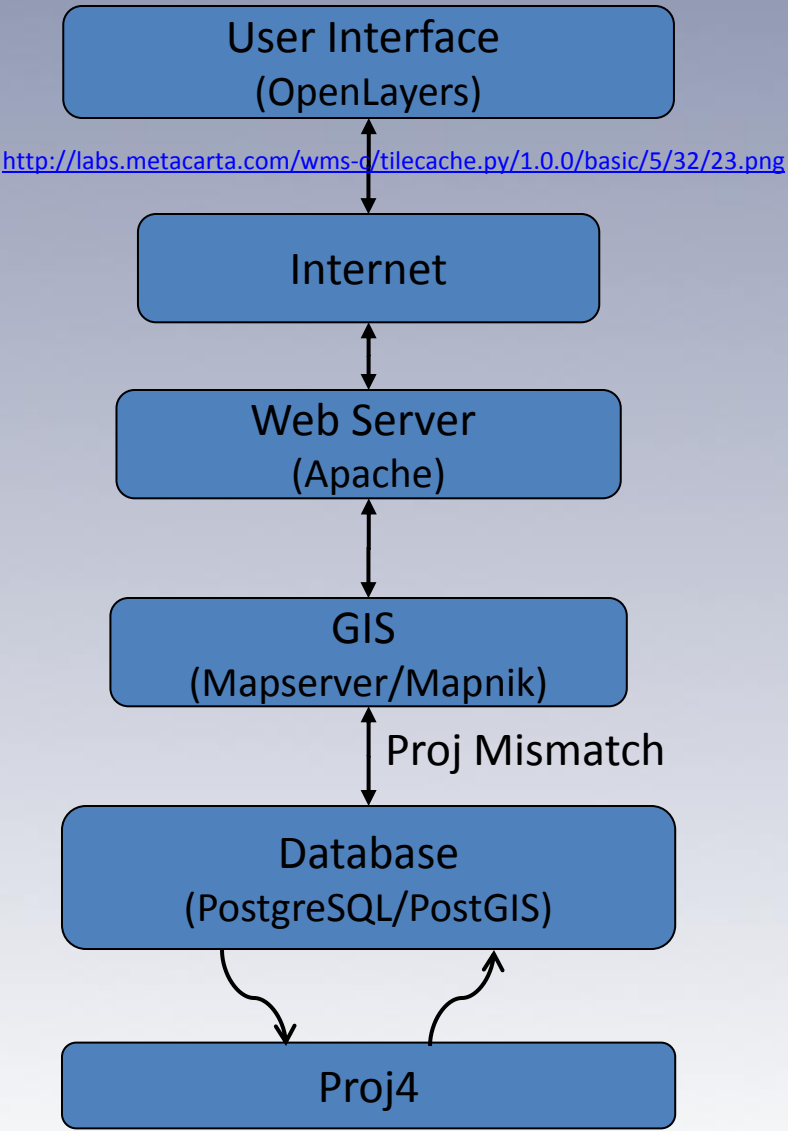 User Interface
(OpenLayers)
http://labs.metacarta.com/wms-c/tilecache.py/1.0.0/basic/5/32/23.png
Internet
Web Server
(Apache)
GIS
(Mapserver/Mapnik)
Proj Mismatch
Database
(PostgreSQL/PostGIS)
Proj4